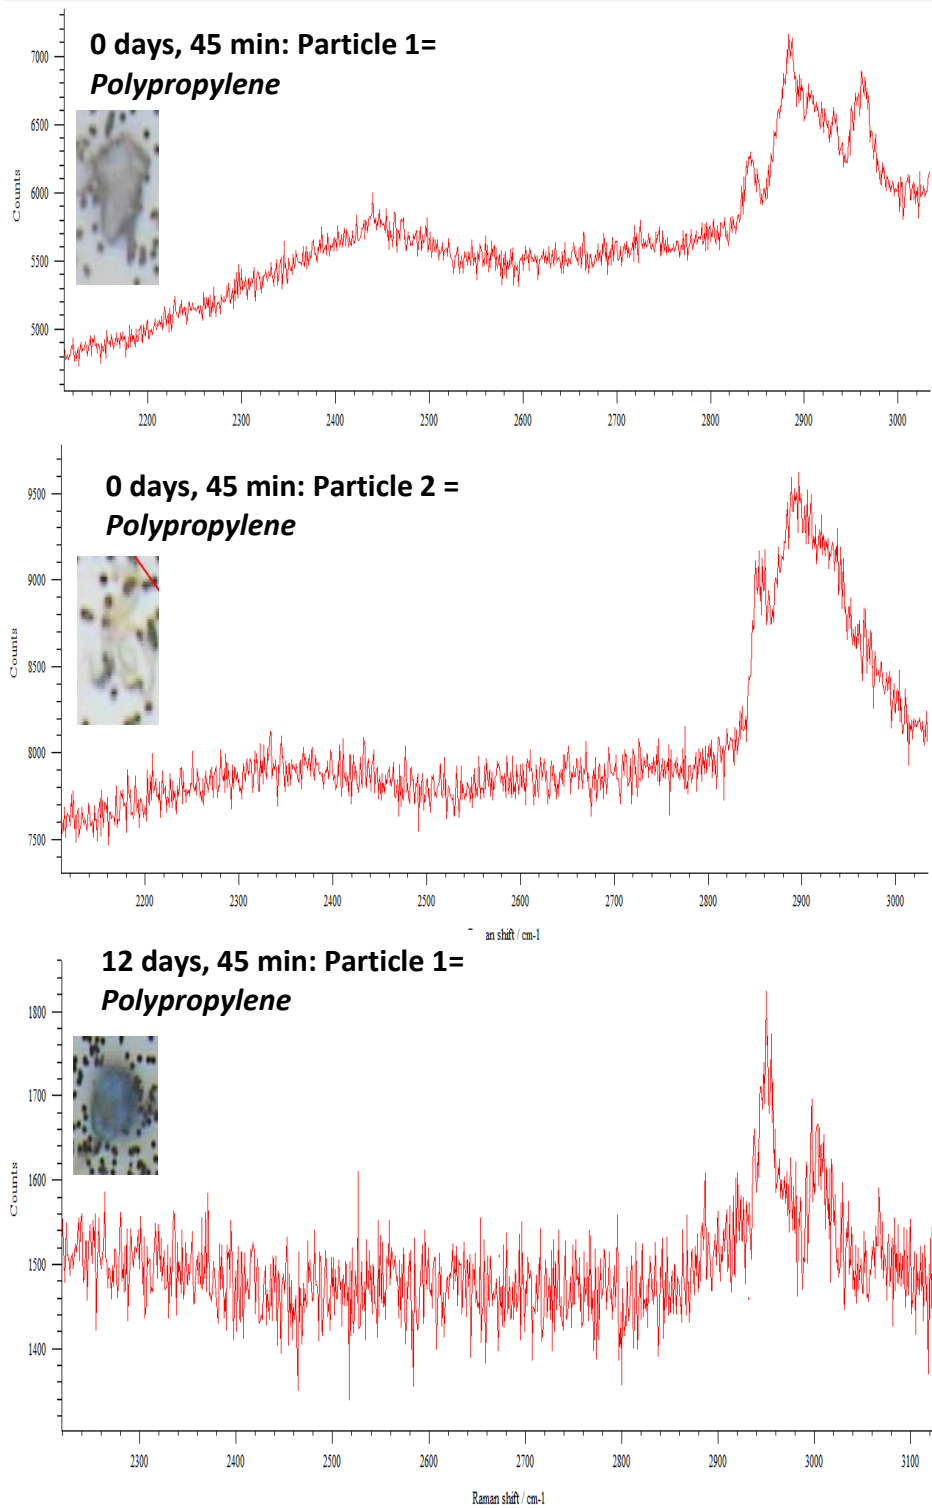 0 days, 45 min: Particle 1=
Polypropylene
7000
6500
6000
5500
5000
Counts
2200 2300 2400 2500 2600 2700 2800 2900 3000
0 days, 45 min: Particle 2 =
Polypropylene
9500
9000
8500
8000
7500
Counts
2200 2300 2400 2500 2600 2700 2800 2900 3000
an shift / cm-1
12 days, 45 min: Particle 1=
Polypropylene
1800
1700
1600
1500
1400
Counts
2300 2400 2500 2600 2700 2800 2900 3000 3100
Raman shift / cm-1